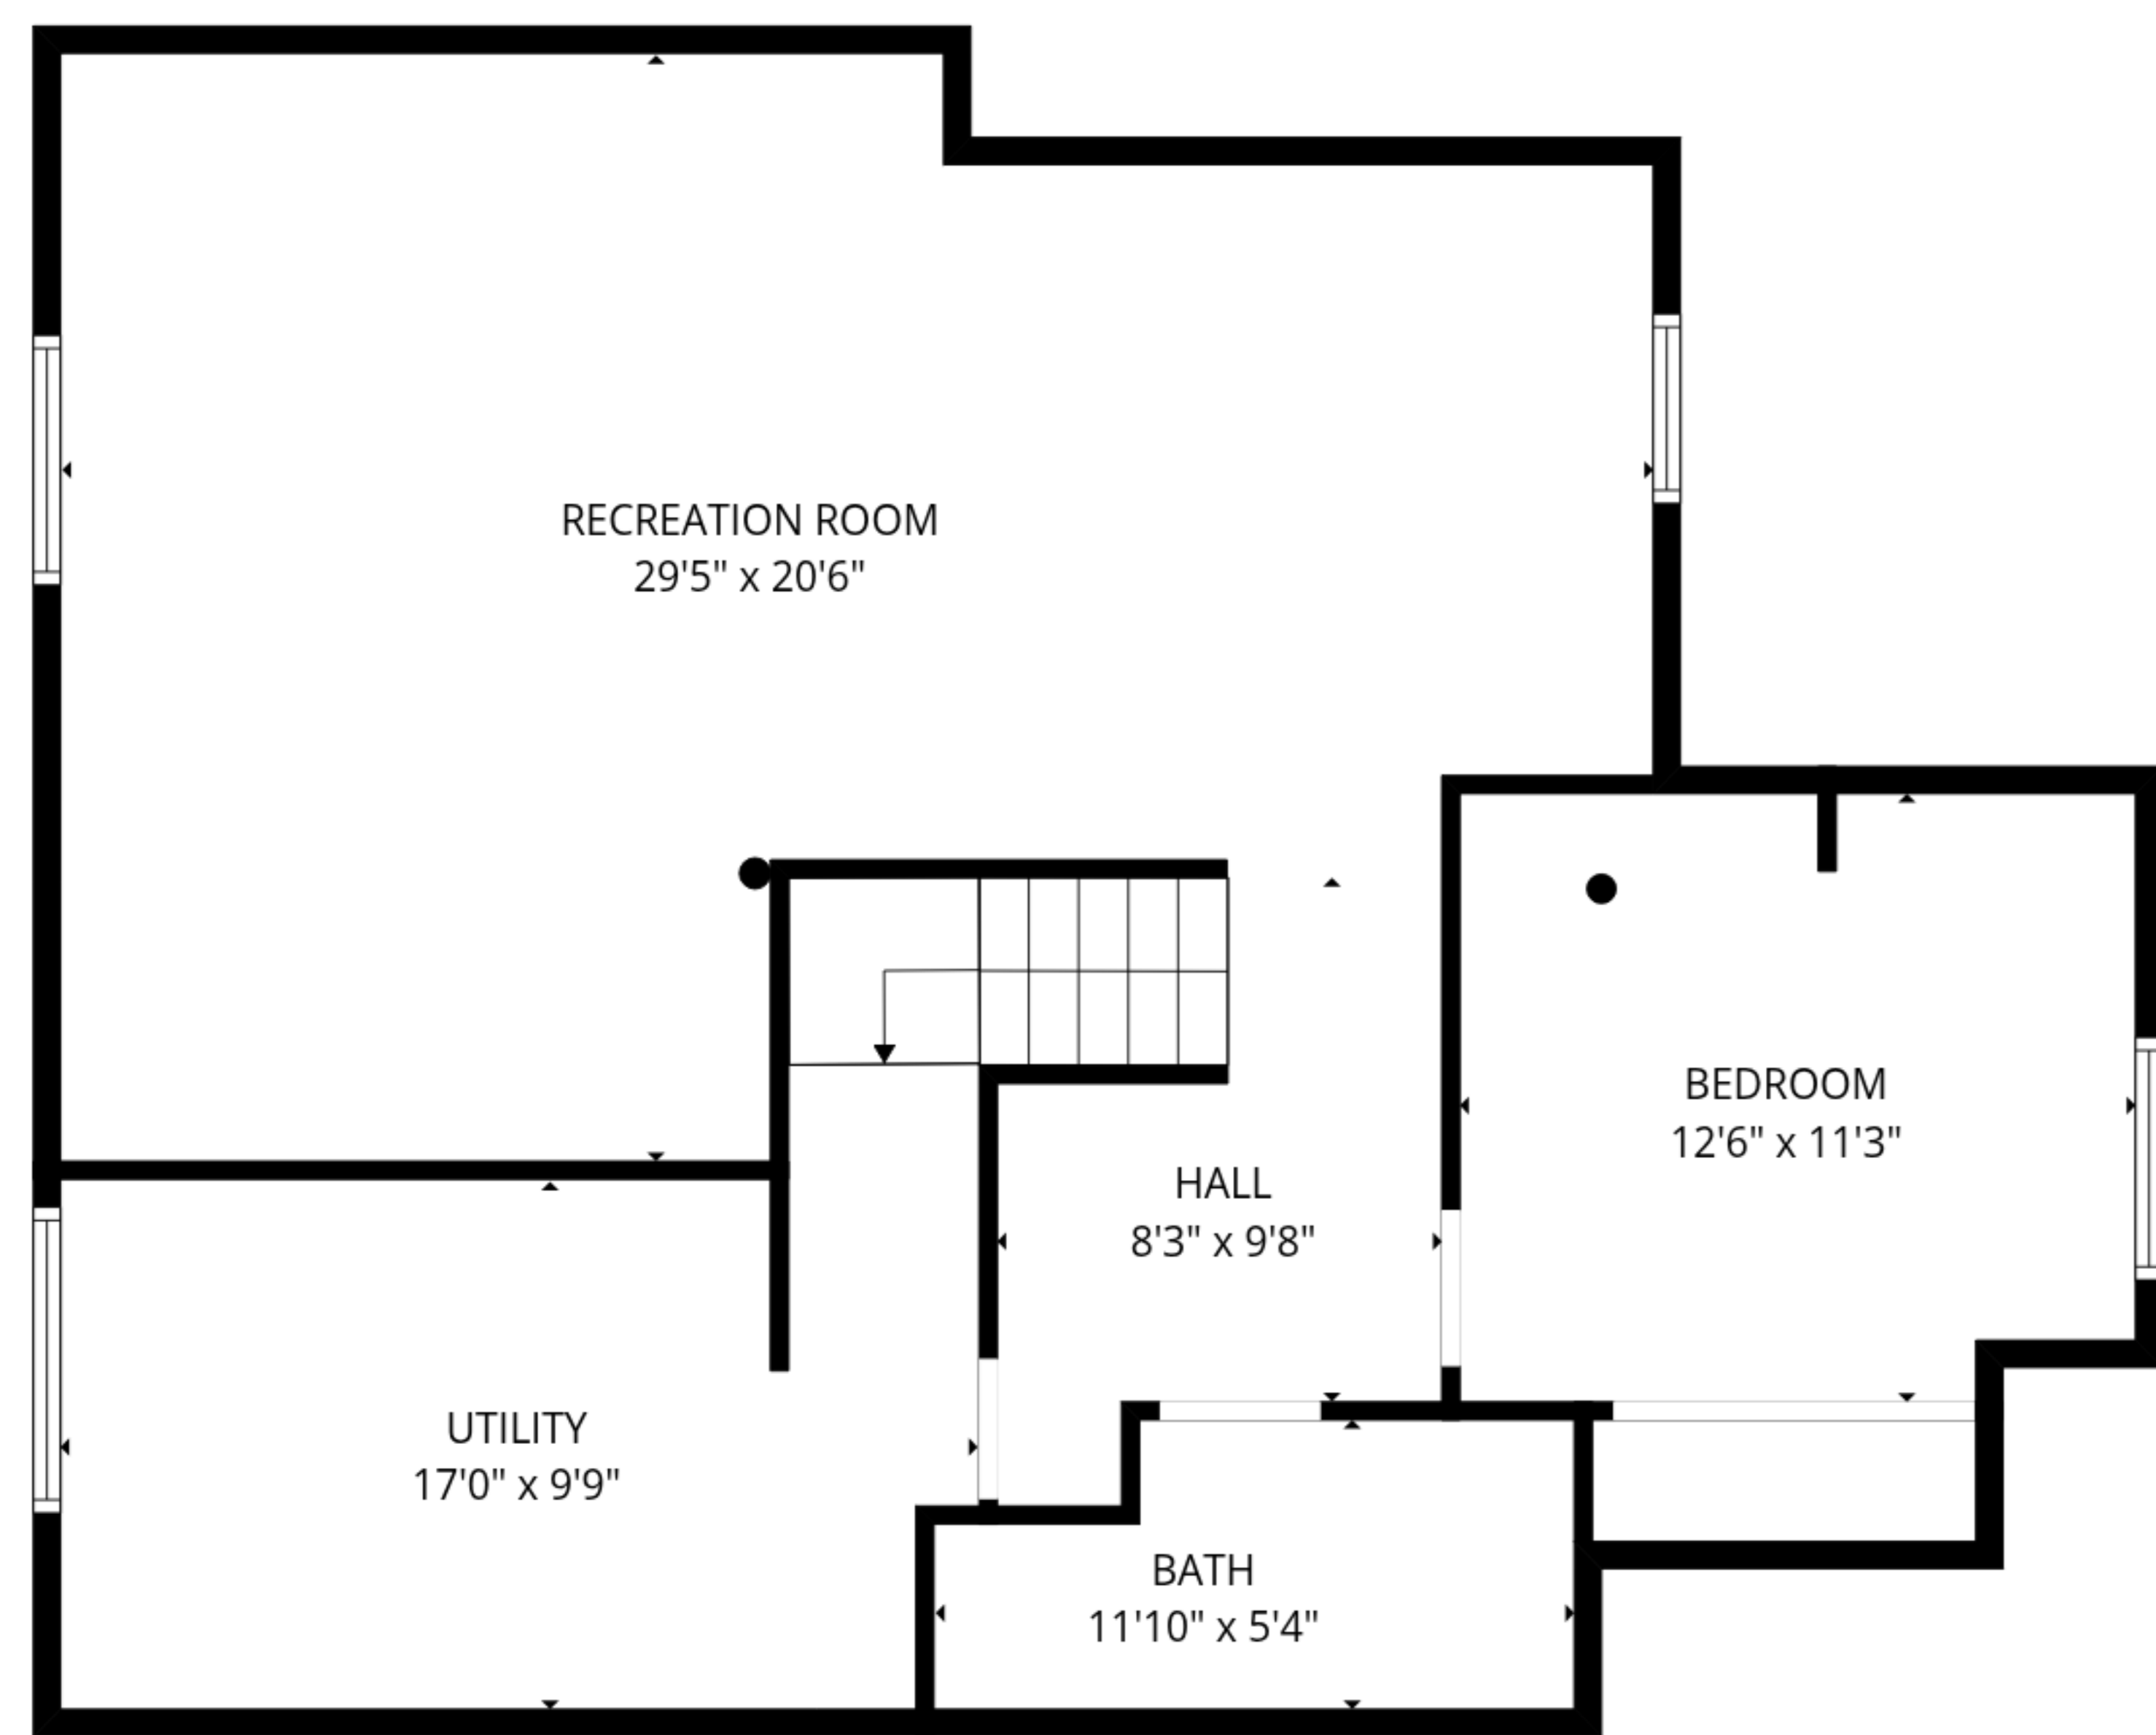 RECREATION ROOM
29'5" x 20'6"
BEDROOM
12'6" x 11'3"
HALL
8'3" x 9'8"
UTILITY
17'0" x 9'9"
BATH
11'10" x 5'4"